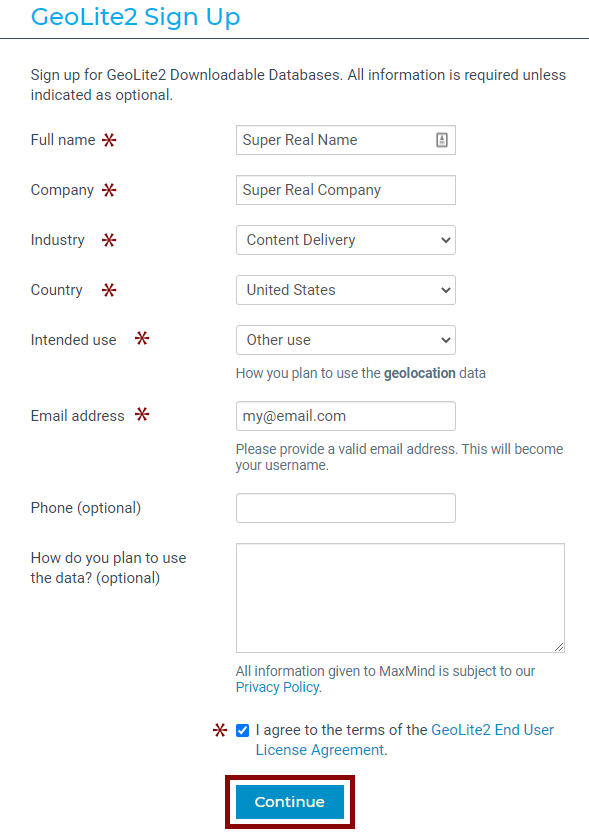 GeoLite2 Sign Up
Sign up for GeoLite2 Downloadable Databases. All information is required unless
indicated as optional.
Full name * Super Real Name
Company * Super Real Company
Industry * Content Delivery
Country * United States
Intended use * Other use
How you plan to use the geolocation data
Email address * my@email.com
Please provide a valid email address. This will become
your username.
Phone (optional)
How do you plan to use
the data? (optional)
All information given to MaxMind is subject to our
Privacy Policy.
* I agree to the terms of the GeoLite2 End User
License Agreement.
Continue